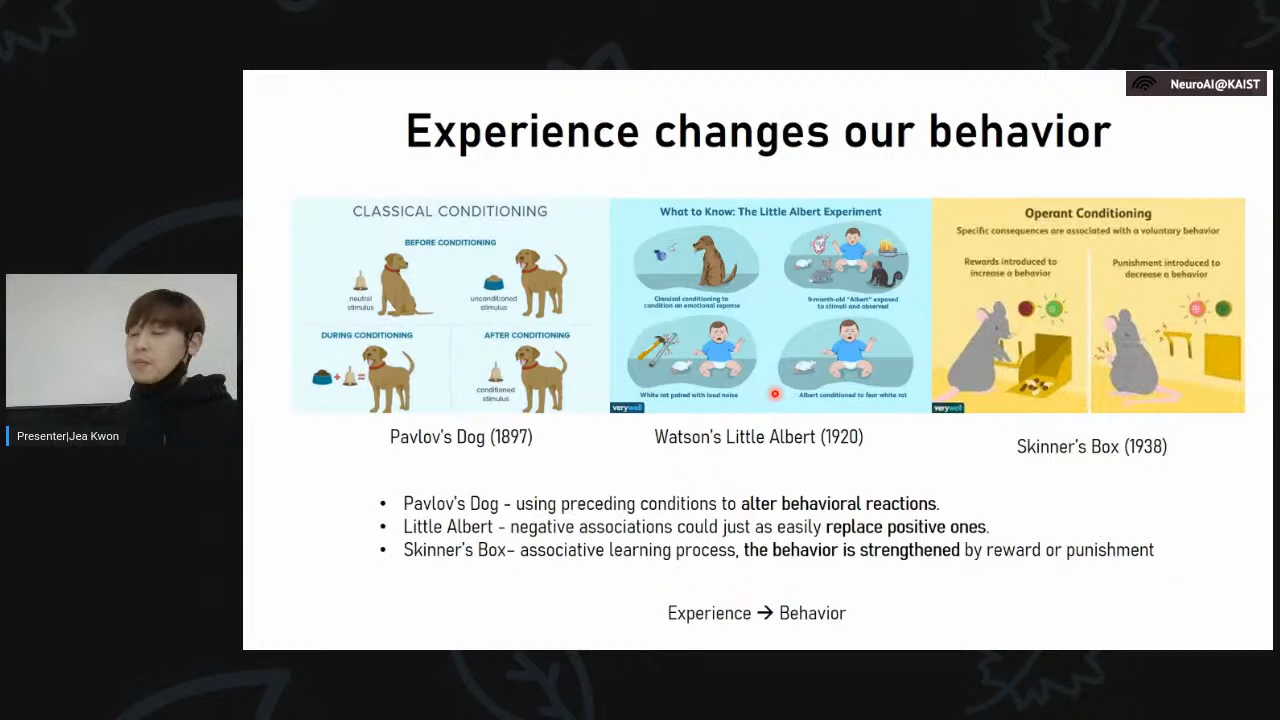 NeuroAI@KAIST
Experience changes our behavior
CLASSICAL CONDITIONING
BEFORE CONDITIONING
neutral
stimulus
unconditioned
stimulus
DURING CONDITIONING
AFTER CONDITIONING
conditioned
stimulus
What to Know: The Little Albert Experiment
Classical conditioning to
condition an emotional reponse
9-month-old "Albert" exposed
to stimuli and observed
White rat paired with loud noise
Albert conditioned to fear white rat
verywell
Operant Conditioning
Specific consequences are associated with a voluntary behavior
Rewards introduced to
increase a behavior
Punishment introduced to
decrease a behavior
verywell
Pavlov's Dog (1897)
Watson's Little Albert (1920)
Skinner's Box (1938)
• Pavlov's Dog - using preceding conditions to alter behavioral reactions.
• Little Albert - negative associations could just as easily replace positive ones.
• Skinner's Box– associative learning process, the behavior is strengthened by reward or punishment
Experience → Behavior
Presenter|Jea Kwon